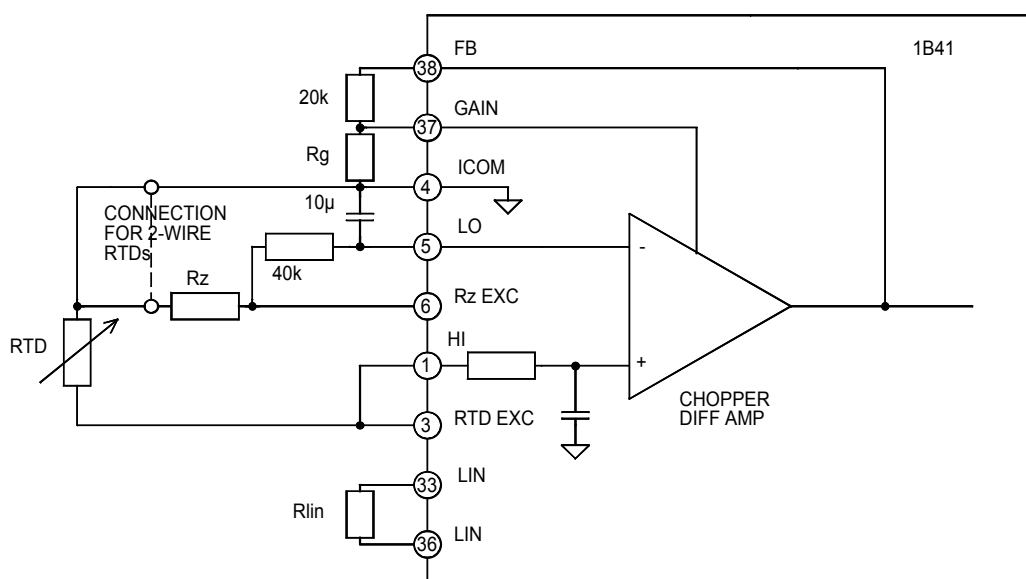 FB
1B41
38
20k
GAIN
37
Rg
ICOM
4
10µ
CONNECTION
FOR 2-WIRE
RTDs
LO
5
-
40k
Rz
6
Rz EXC
RTD
HI
1
+
CHOPPER
DIFF AMP
3
RTD EXC
LIN
33
Rlin
LIN
36